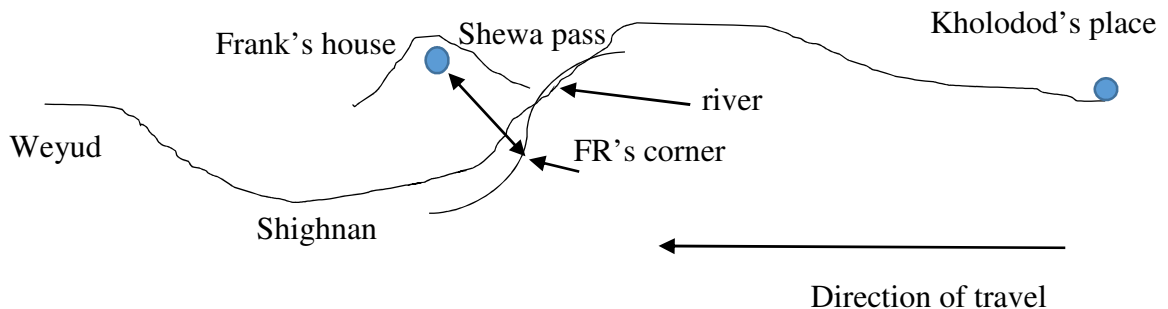 Kholodod’s place
Frank’s house
Shewa pass
river
Weyud
FR’s corner
Shighnan
Direction of travel